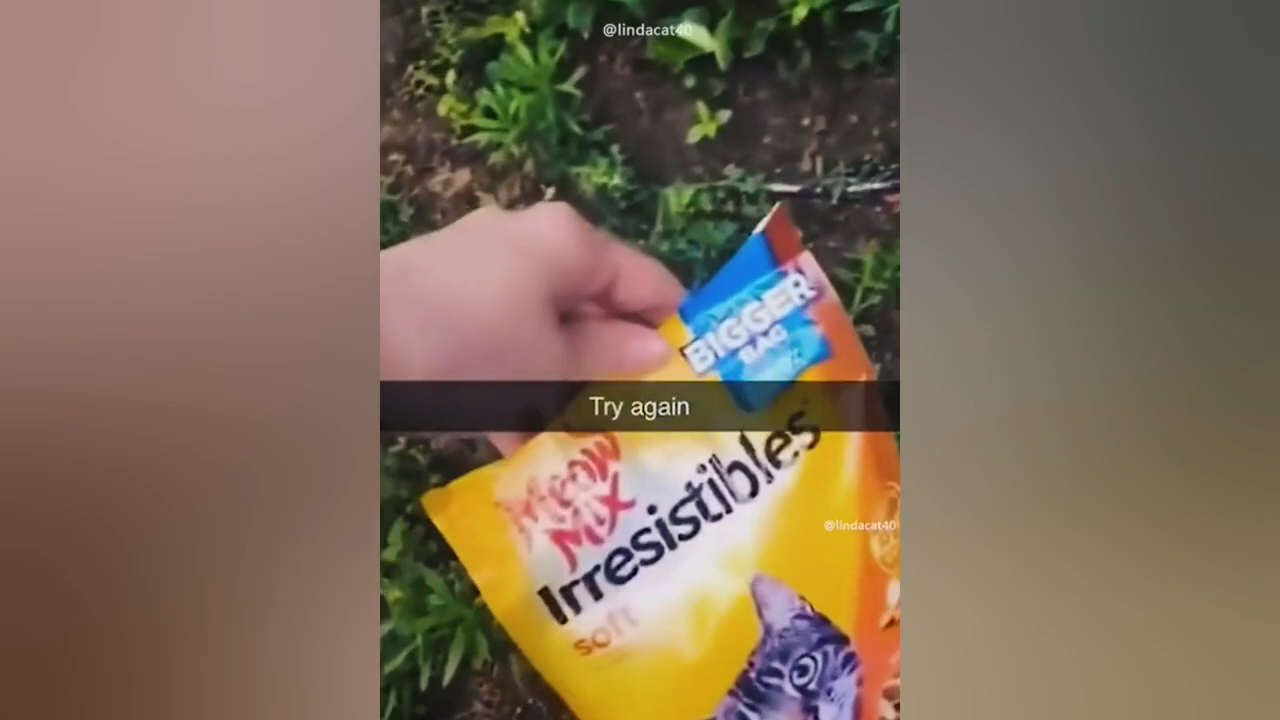 @lindacat40
BIGGER
BAG
Try again
MEOW
MIX
Irresistibles
soft
@lindacat40